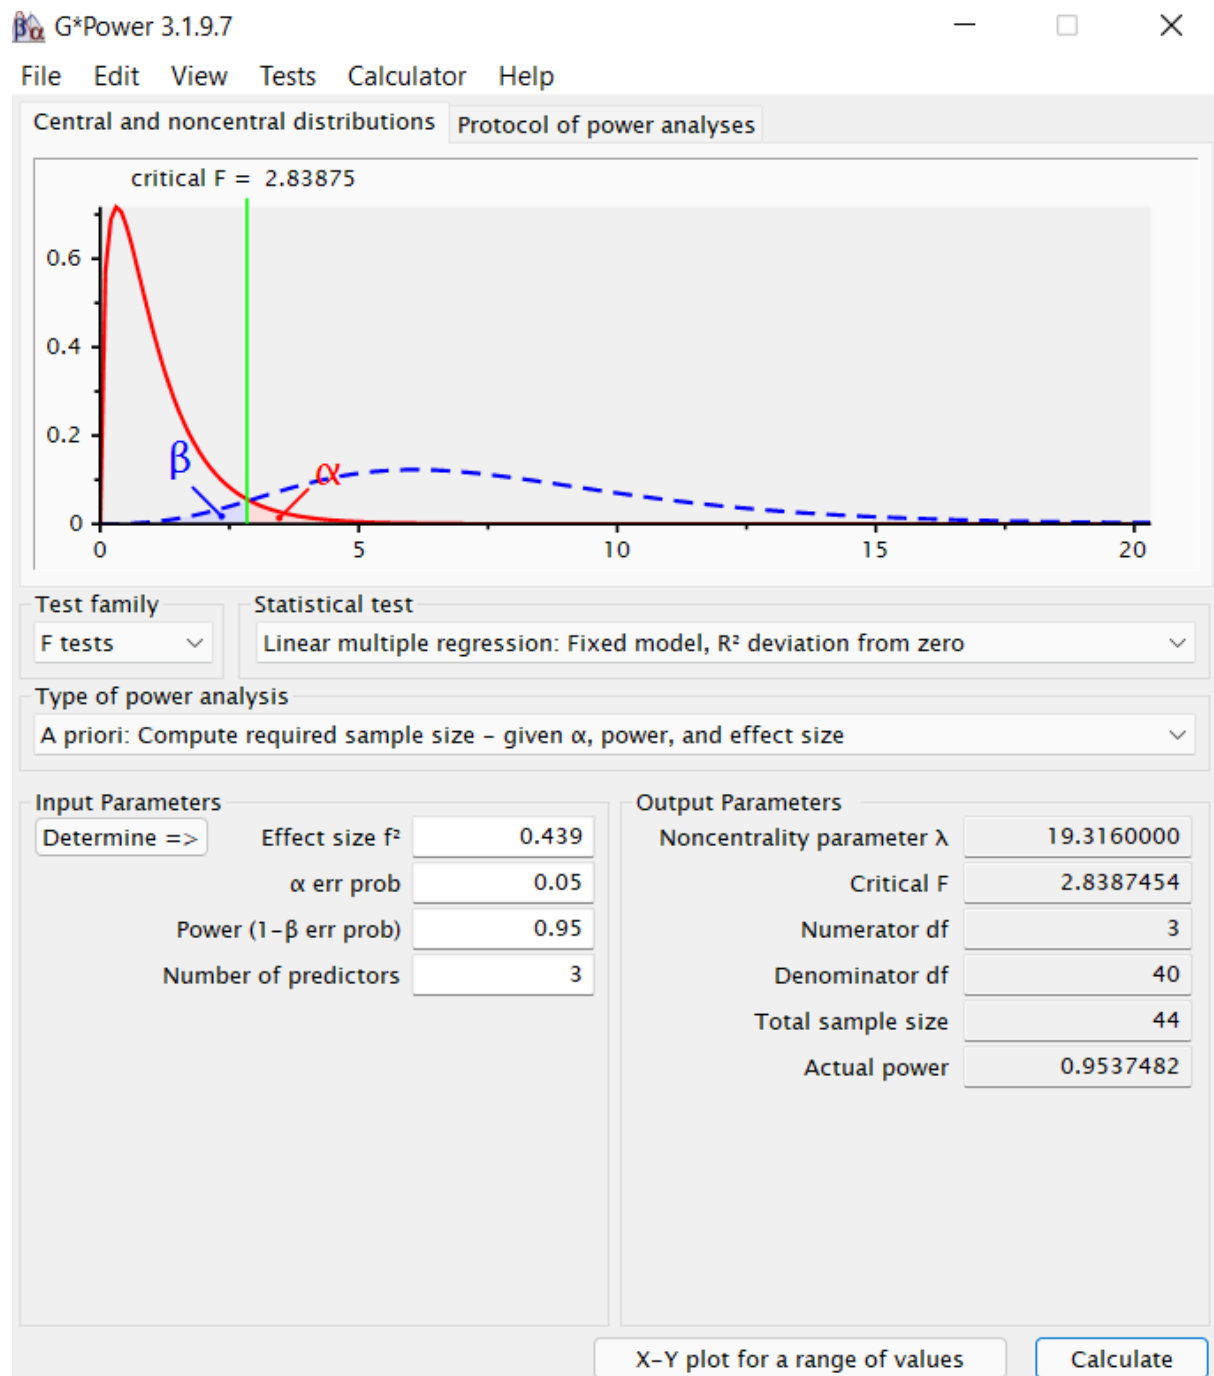 G*Power 3.1.9.7
File Edit View Tests Calculator Help
Central and noncentral distributions Protocol of power analyses
critical F = 2.83875
0.6
0.4
0.2
0
β
α
0 5 10 15 20
Test family Statistical test
F tests Linear multiple regression: Fixed model, R² deviation from zero
Type of power analysis
A priori: Compute required sample size – given α, power, and effect size
Input Parameters Output Parameters
Determine => Effect size f² 0.439 Noncentrality parameter λ 19.3160000
α err prob 0.05 Critical F 2.8387454
Power (1–β err prob) 0.95 Numerator df 3
Number of predictors 3 Denominator df 40
Total sample size 44
Actual power 0.9537482
X–Y plot for a range of values Calculate